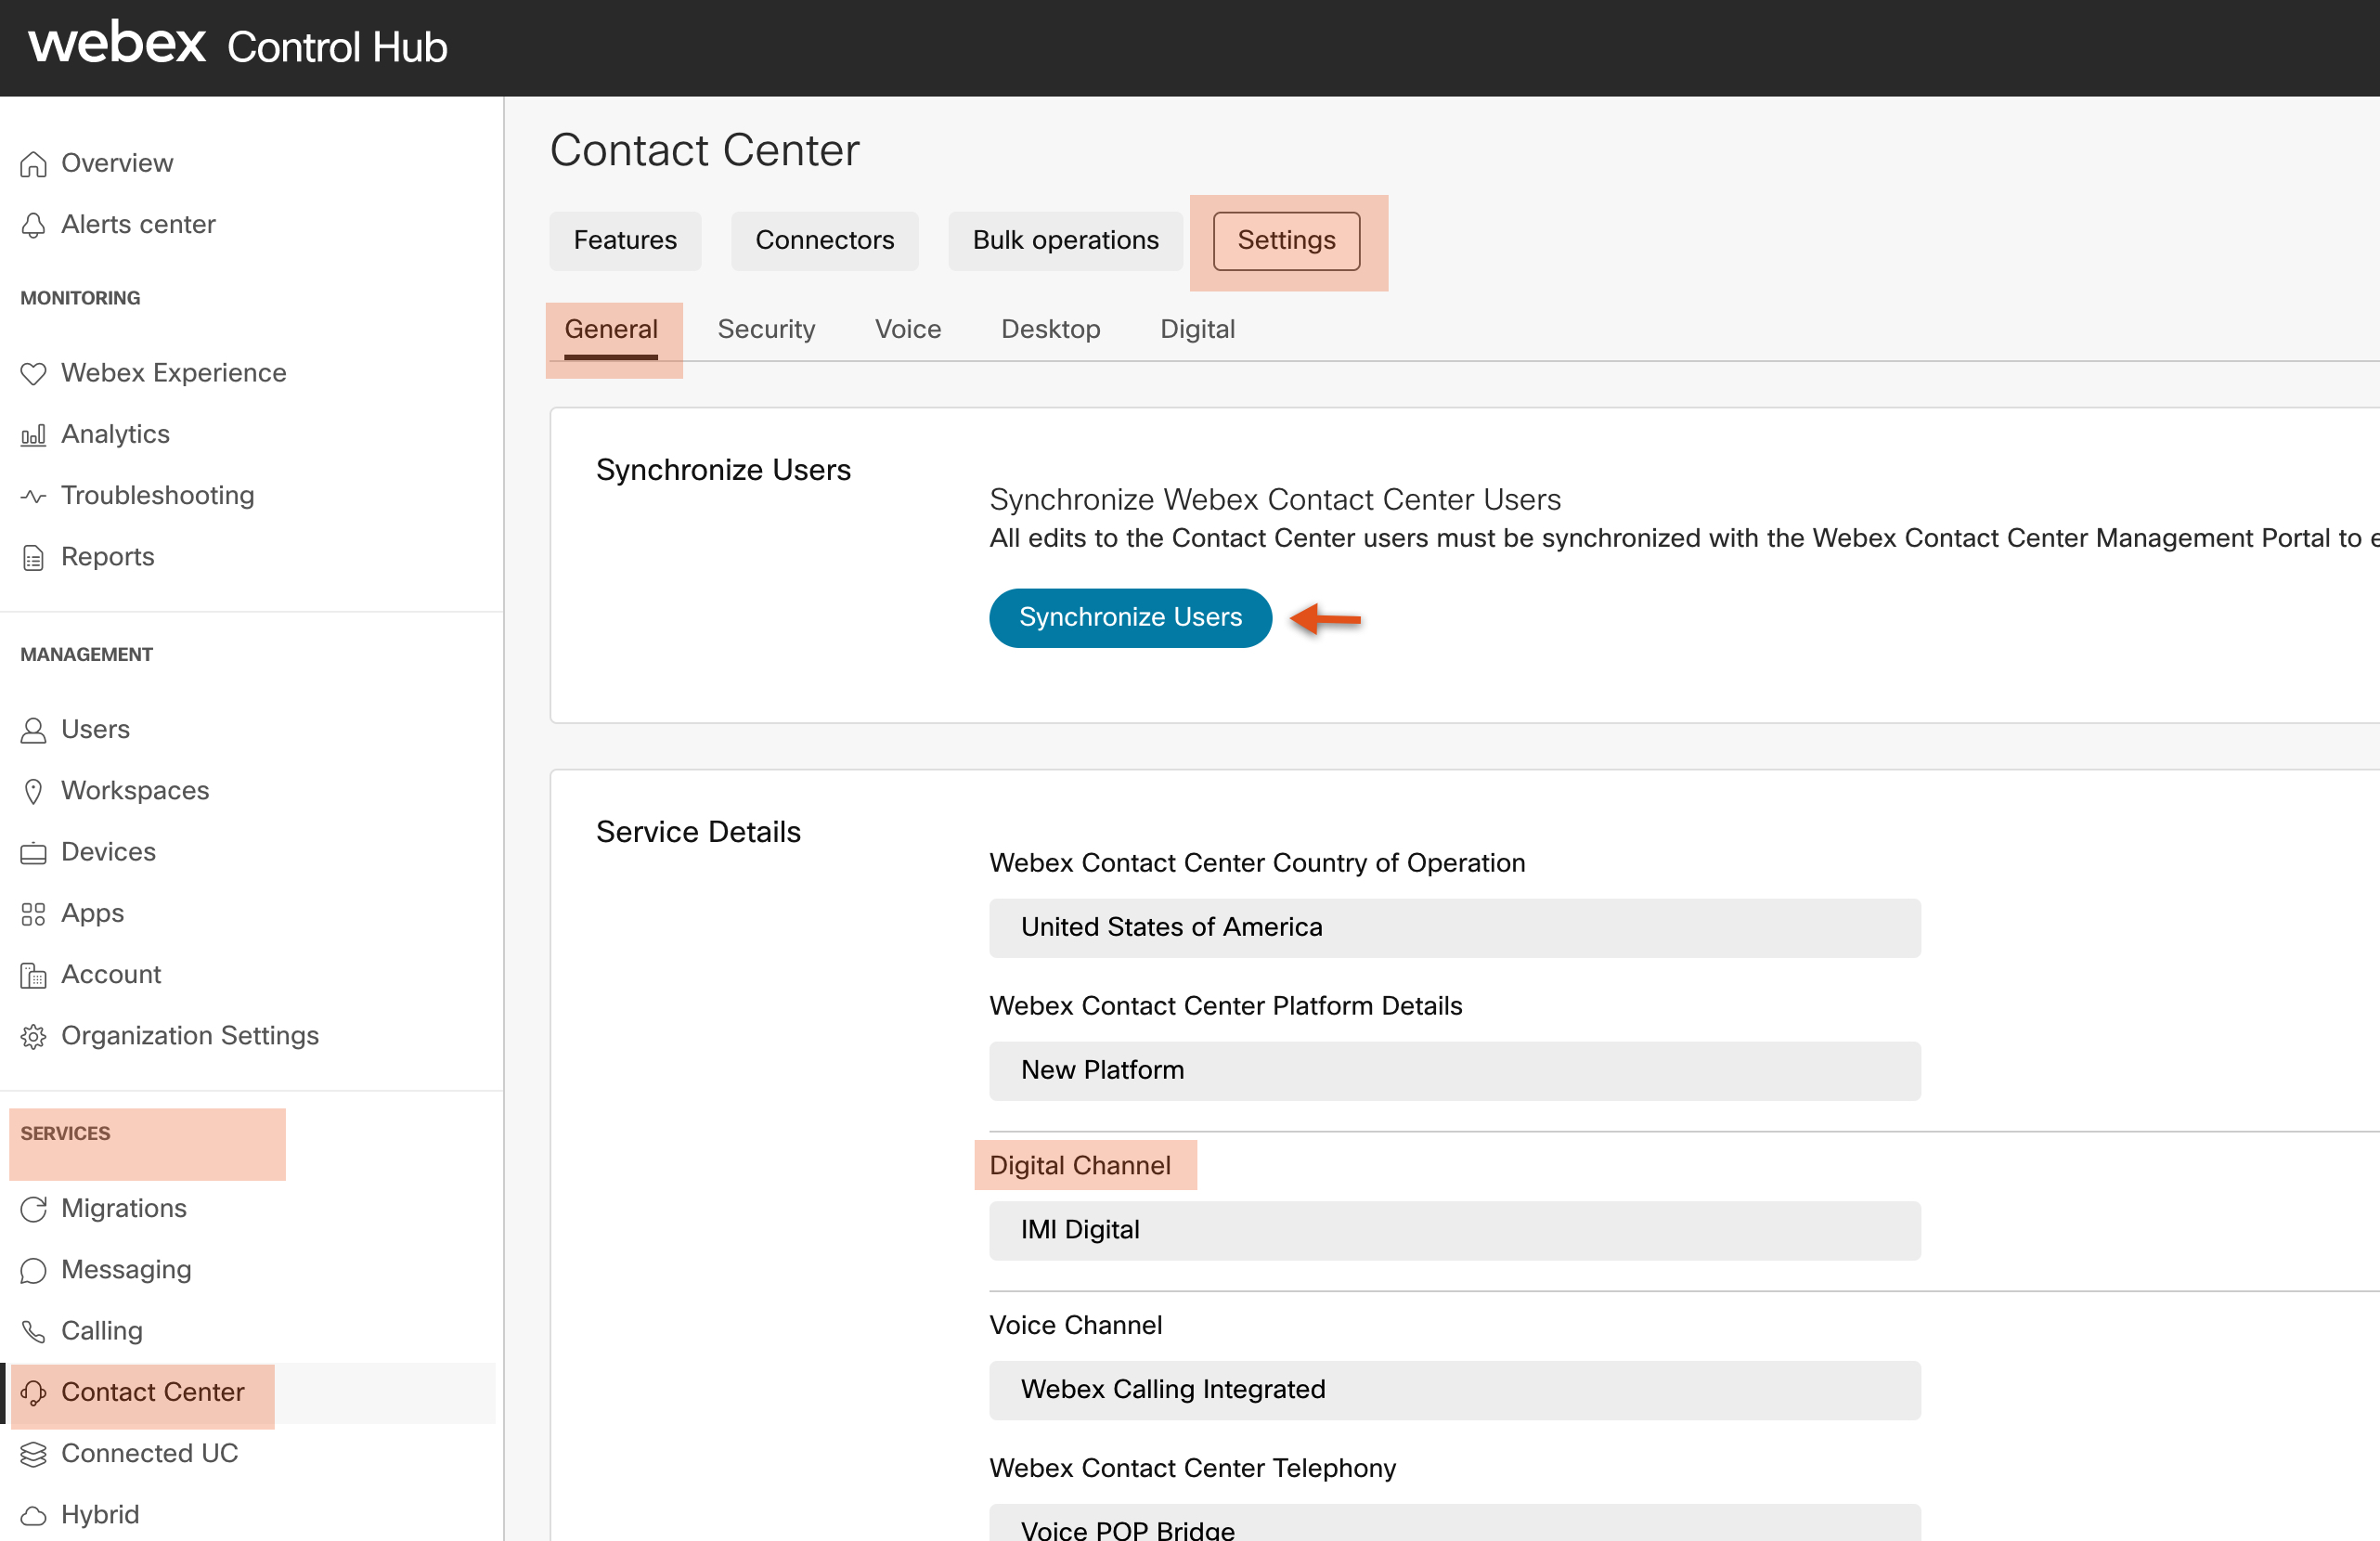 webex Control Hub
Overview
Alerts center
MONITORING
Webex Experience
Analytics
Troubleshooting
Reports
MANAGEMENT
Users
Workspaces
Devices
Apps
Account
Organization Settings
SERVICES
Migrations
Messaging
Calling
Contact Center
Connected UC
Hybrid
Contact Center
Features Connectors Bulk operations Settings
General Security Voice Desktop Digital
Synchronize Users
Synchronize Webex Contact Center Users
All edits to the Contact Center users must be synchronized with the Webex Contact Center Management Portal to
Synchronize Users
Service Details
Webex Contact Center Country of Operation
United States of America
Webex Contact Center Platform Details
New Platform
Digital Channel
IMI Digital
Voice Channel
Webex Calling Integrated
Webex Contact Center Telephony
Voice POP Bridge